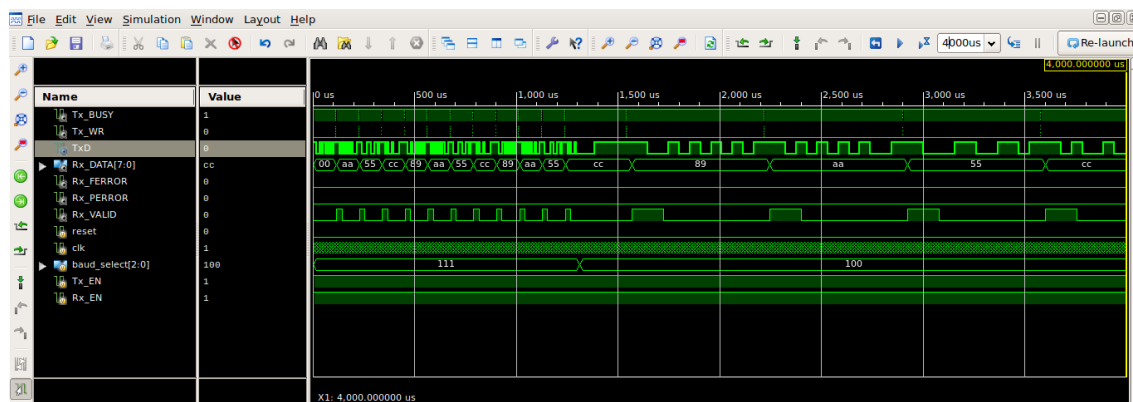 File Edit View Simulation Window Layout Help
4000us Re-launch
4,000.000000 us
Name Value 0 us 500 us 1,000 us 1,500 us 2,000 us 2,500 us 3,000 us 3,500 us
Tx_BUSY 1
Tx_WR 0
TxD 0
Rx_DATA[7:0] cc 00 aa 55 cc 89 aa 55 cc 89 aa 55 cc 89 aa 55 cc
Rx_FERROR 0
Rx_PERROR 0
Rx_VALID 0
reset 0
clk 1
baud_select[2:0] 100 111 100
Tx_EN 1
Rx_EN 1
X1: 4,000.000000 us